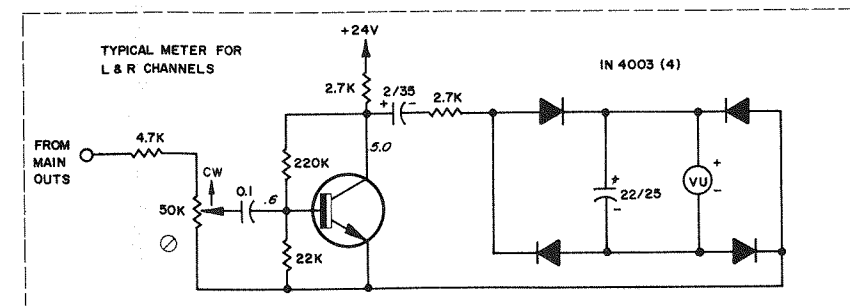 TYPICAL METER FOR
L & R CHANNELS
+24V
IN 4003 (4)
2.7K
2/35
+ -
2.7K
FROM
MAIN
OUTS
4.7K
5.0
CW
220K
0.1
.6
50K
+
22/25
-
VU
+
-
22K